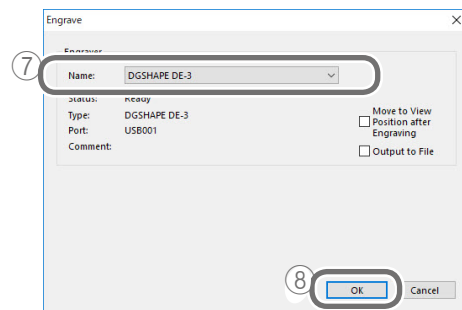 Engrave
Engraver
⑦
Name: DGSHAPE DE-3
Status: Ready
Type: DGSHAPE DE-3
Port: USB001
Comment:
Move to View
Position after
Engraving
Output to File
⑧
OK Cancel